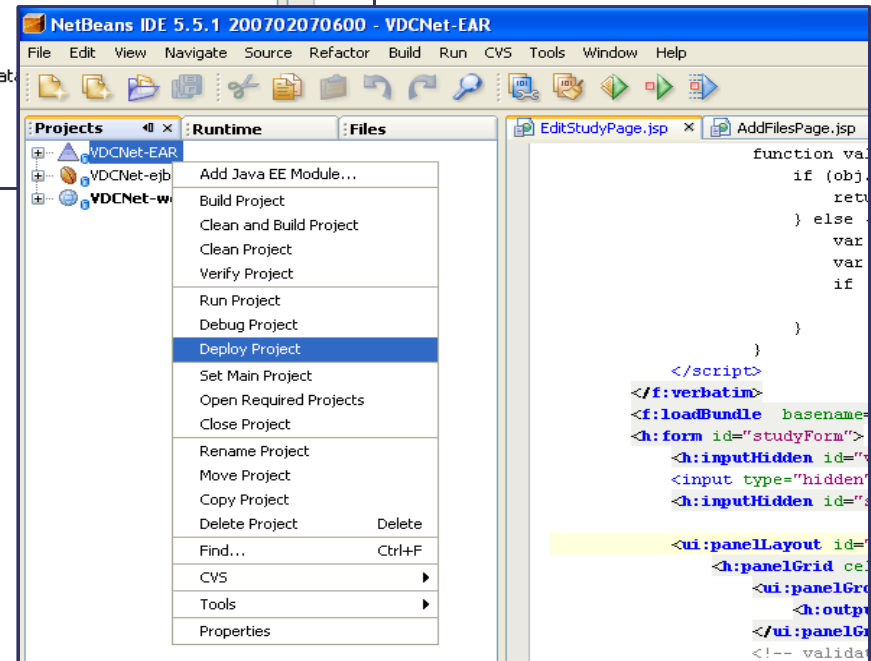 NetBeans IDE 5.5.1 200702070600 - VDCNet-EAR
File Edit View Navigate Source Refactor Build Run CVS Tools Window Help
Projects Runtime Files
VDCNet-EAR
VDCNet-ejb
VDCNet-w
Add Java EE Module...
Build Project
Clean and Build Project
Clean Project
Verify Project
Run Project
Debug Project
Deploy Project
Set Main Project
Open Required Projects
Close Project
Rename Project
Move Project
Copy Project
Delete Project Delete
Find... Ctrl+F
CVS
Tools
Properties
EditStudyPage.jsp AddFilesPage.jsp
function val
if (obj.
retu
} else
var
var
if
}
}
</script>
</f:verbatim>
<f:loadBundle basename=
<h:form id="studyForm">
<h:inputHidden id="v
<input type="hidden"
<h:inputHidden id="s
<ui:panelLayout id="
<h:panelGrid cel
<ui:panelGro
<h:outpu
</ui:panelGr
<!-- validat